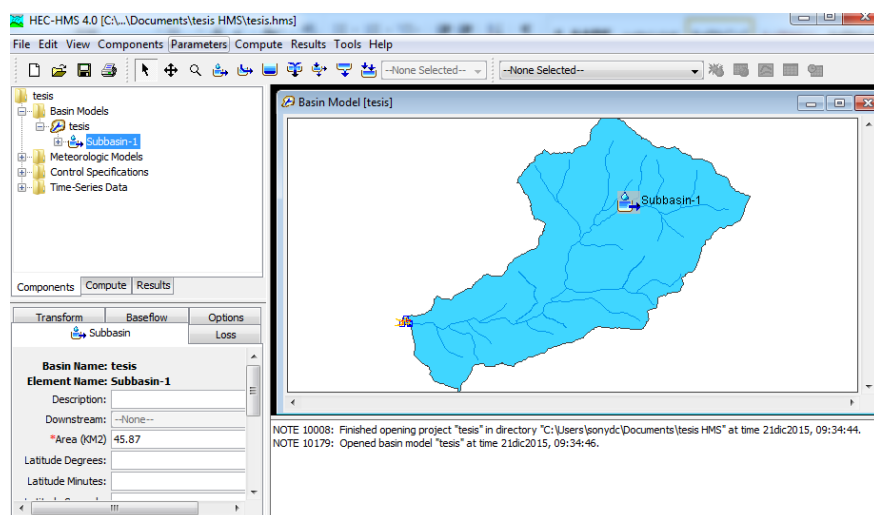 HEC-HMS 4.0 [C:\...\Documents\tesis HMS\tesis.hms]
File Edit View Components Parameters Compute Results Tools Help
--None Selected-- --None Selected--
tesis
Basin Models
tesis
Subbasin-1
Meteorologic Models
Control Specifications
Time-Series Data
Components Compute Results
Basin Model [tesis]
Subbasin-1
Transform Baseflow Options
Subbasin Loss
Basin Name: tesis
Element Name: Subbasin-1
Description:
Downstream: --None--
*Area (KM2) 45.87
Latitude Degrees:
Latitude Minutes:
NOTE 10008: Finished opening project "tesis" in directory "C:\Users\sonydc\Documents\tesis HMS" at time 21dic2015, 09:34:44.
NOTE 10179: Opened basin model "tesis" at time 21dic2015, 09:34:46.